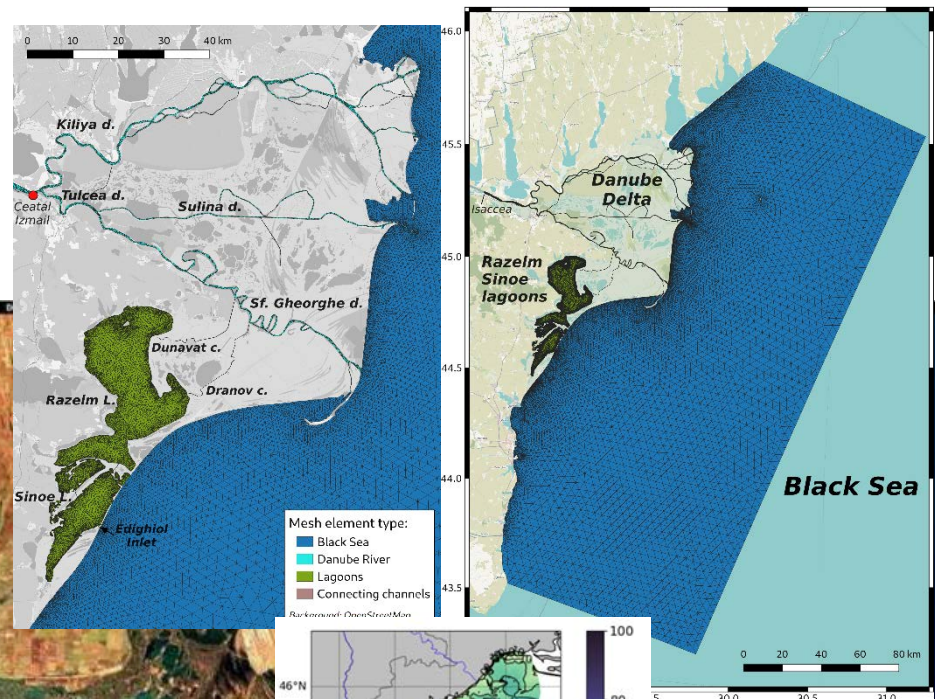 0 10 20 30 40 km
Kiliya d.
Tulcea d.
Ceatal
Izmail
Sulina d.
Sf. Gheorghe d.
Dunavat c.
Dranov c.
Razelm L.
Sinoe L.
Edighiol
Inlet
Mesh element type:
Black Sea
Danube River
Lagoons
Connecting channels
Background: OpenStreetMap
46.0
45.5
45.0
44.5
44.0
43.5
Isaccea
Danube
Delta
Razelm
Sinoe
lagoons
Black Sea
0 20 40 60 80 km
30.0 30.5 31.0
46°N
100